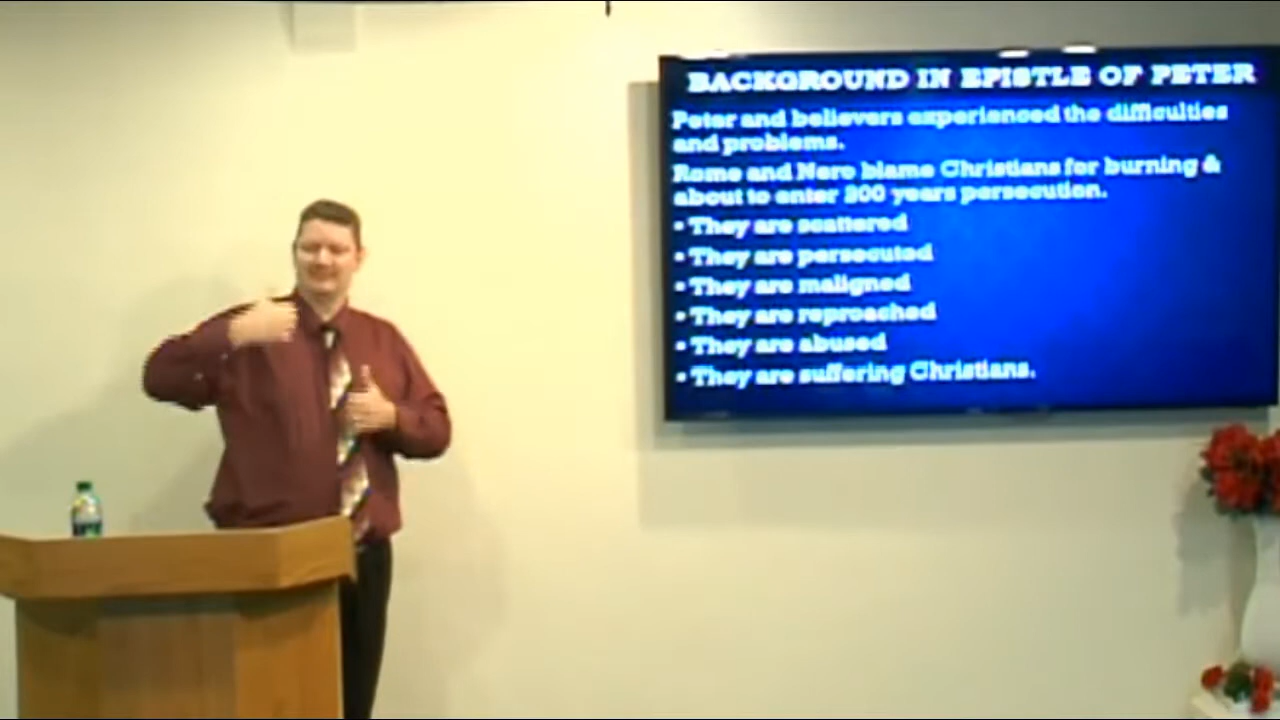 BACKGROUND IN EPISTLE OF PETER
Peter and believers experienced the difficulties
and problems.
Rome and Nero blame Christians for burning &
about to enter 200 years persecution.
• They are scattered
• They are persecuted
• They are maligned
• They are reproached
• They are abused
• They are suffering Christians.